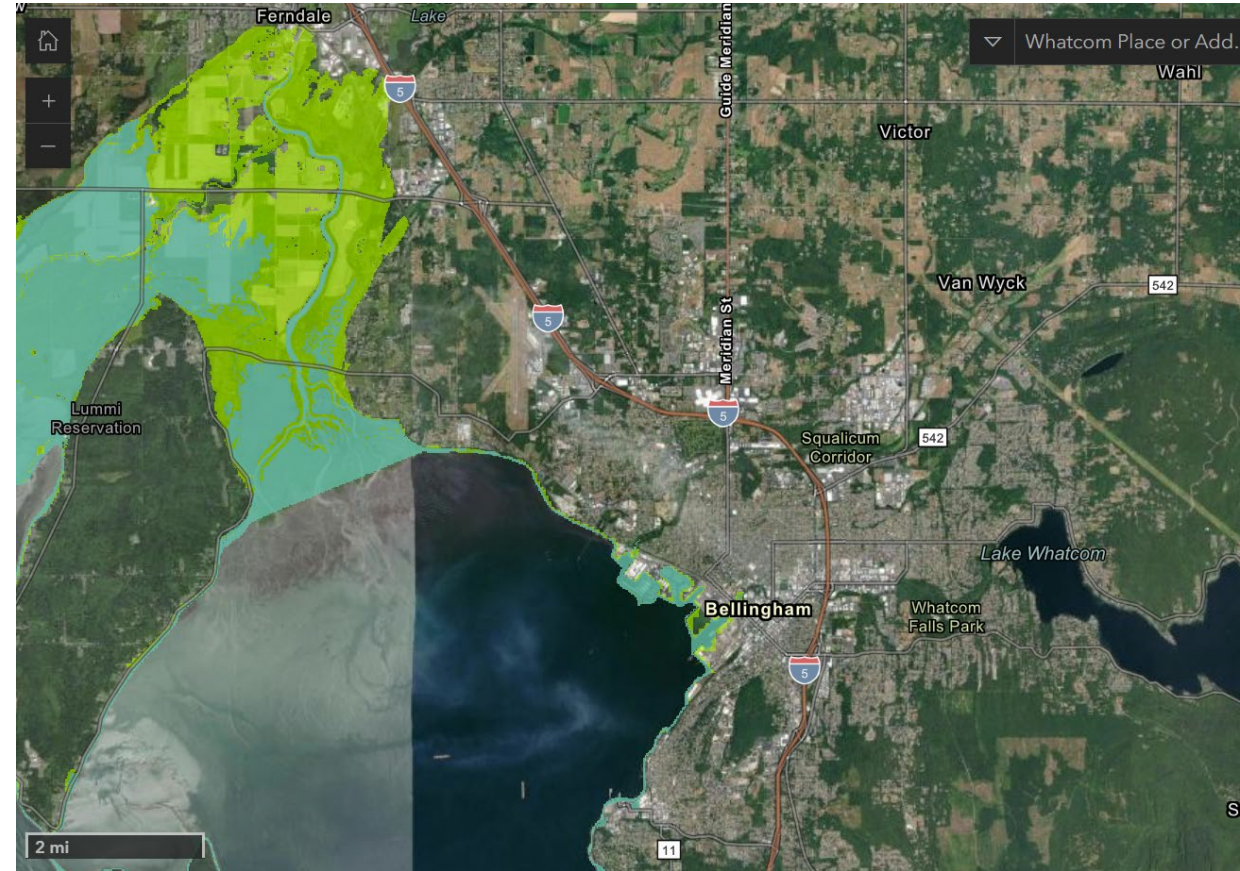 Ferndale
Lake
Guide Meridian
Whatcom Place or Add.
Wahl
5
Victor
Van Wyck
542
5
Meridian St
Lummi
Reservation
5
Squalicum
Corridor
542
Lake Whatcom
Bellingham
Whatcom
Falls Park
5
S
2 mi
11